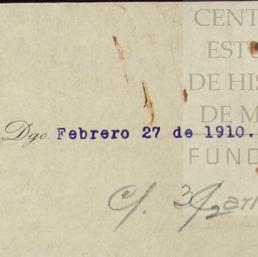 CENT
ESTU
DE HIS
DE M
FUND
Dgo. Febrero 27 de 1910.